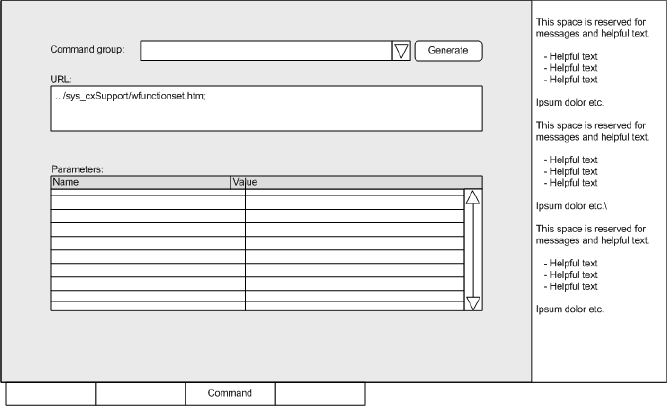 Command group:
Generate
URL:
../sys_cxSupport/wfunctionset.htm;
Parameters:
Name Value
Command
This space is reserved for
messages and helpful text.
- Helpful text
- Helpful text
- Helpful text
Ipsum dolor etc.
This space is reserved for
messages and helpful text.
- Helpful text
- Helpful text
- Helpful text
Ipsum dolor etc.\
This space is reserved for
messages and helpful text.
- Helpful text
- Helpful text
- Helpful text
Ipsum dolor etc.